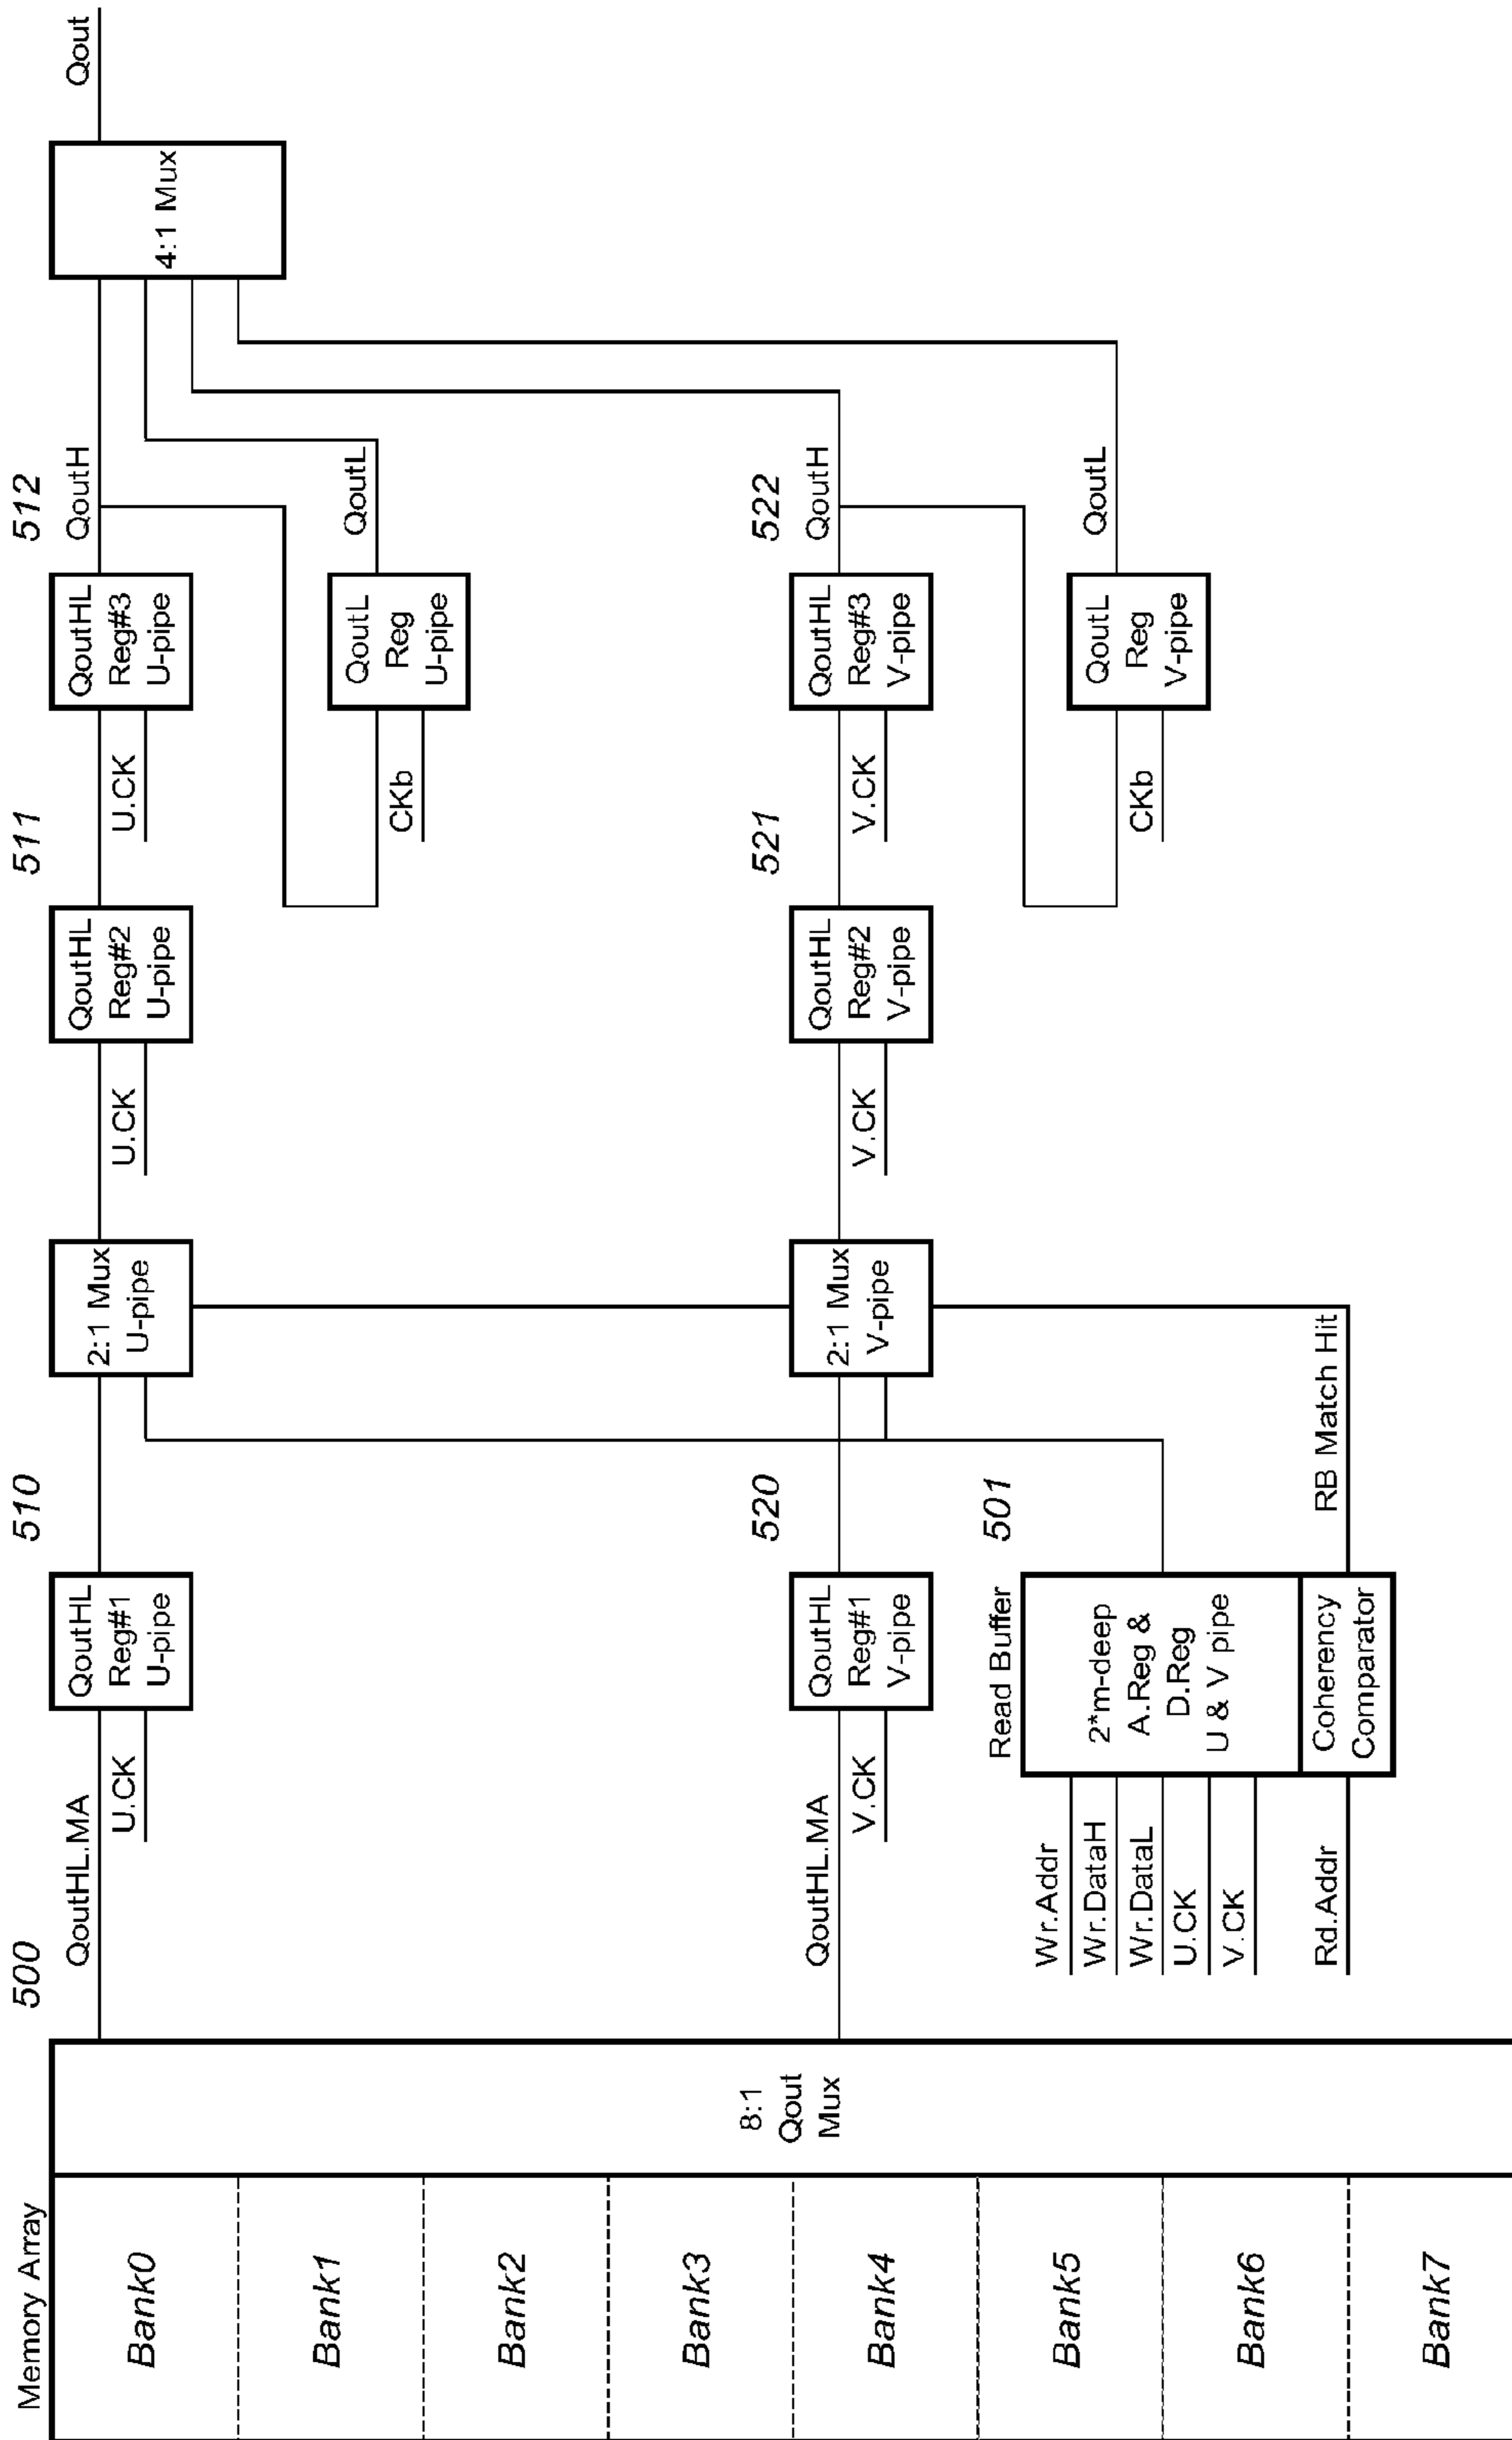 Memory Array
Bank0
Bank1
Bank2
Bank3
Bank4
Bank5
Bank6
Bank7
8:1
Qout
Mux
500
QoutHL.MA
U.CK
QoutHL
Reg#1
U-pipe
510
2:1 Mux
U-pipe
U.CK
QoutHL
Reg#2
U-pipe
511
U.CK
QoutHL
Reg#3
U-pipe
512
QoutH
CKb
QoutL
Reg
U-pipe
QoutL
4:1 Mux
Qout
QoutHL.MA
V.CK
QoutHL
Reg#1
V-pipe
520
2:1 Mux
V-pipe
V.CK
QoutHL
Reg#2
V-pipe
521
V.CK
QoutHL
Reg#3
V-pipe
522
QoutH
CKb
QoutL
Reg
V-pipe
QoutL
Read Buffer
501
Wr.Addr
Wr.DataH
Wr.DataL
U.CK
V.CK
2*m-deep
A.Reg &
D.Reg
U & V pipe
Rd.Addr
Coherency
Comparator
RB Match Hit